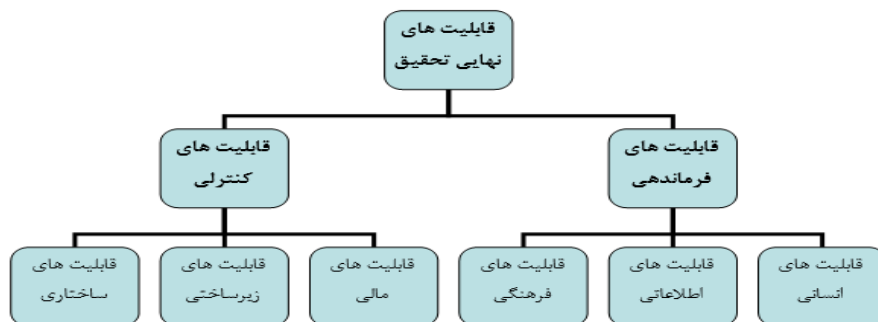 قابلیت های
نهایی تحقیق
قابلیت های
فرماندهی
قابلیت های
کنترلی
قابلیت های
انسانی
قابلیت های
اطلاعاتی
قابلیت های
فرهنگی
قابلیت های
مالی
قابلیت های
زیرساختی
قابلیت های
ساختاری